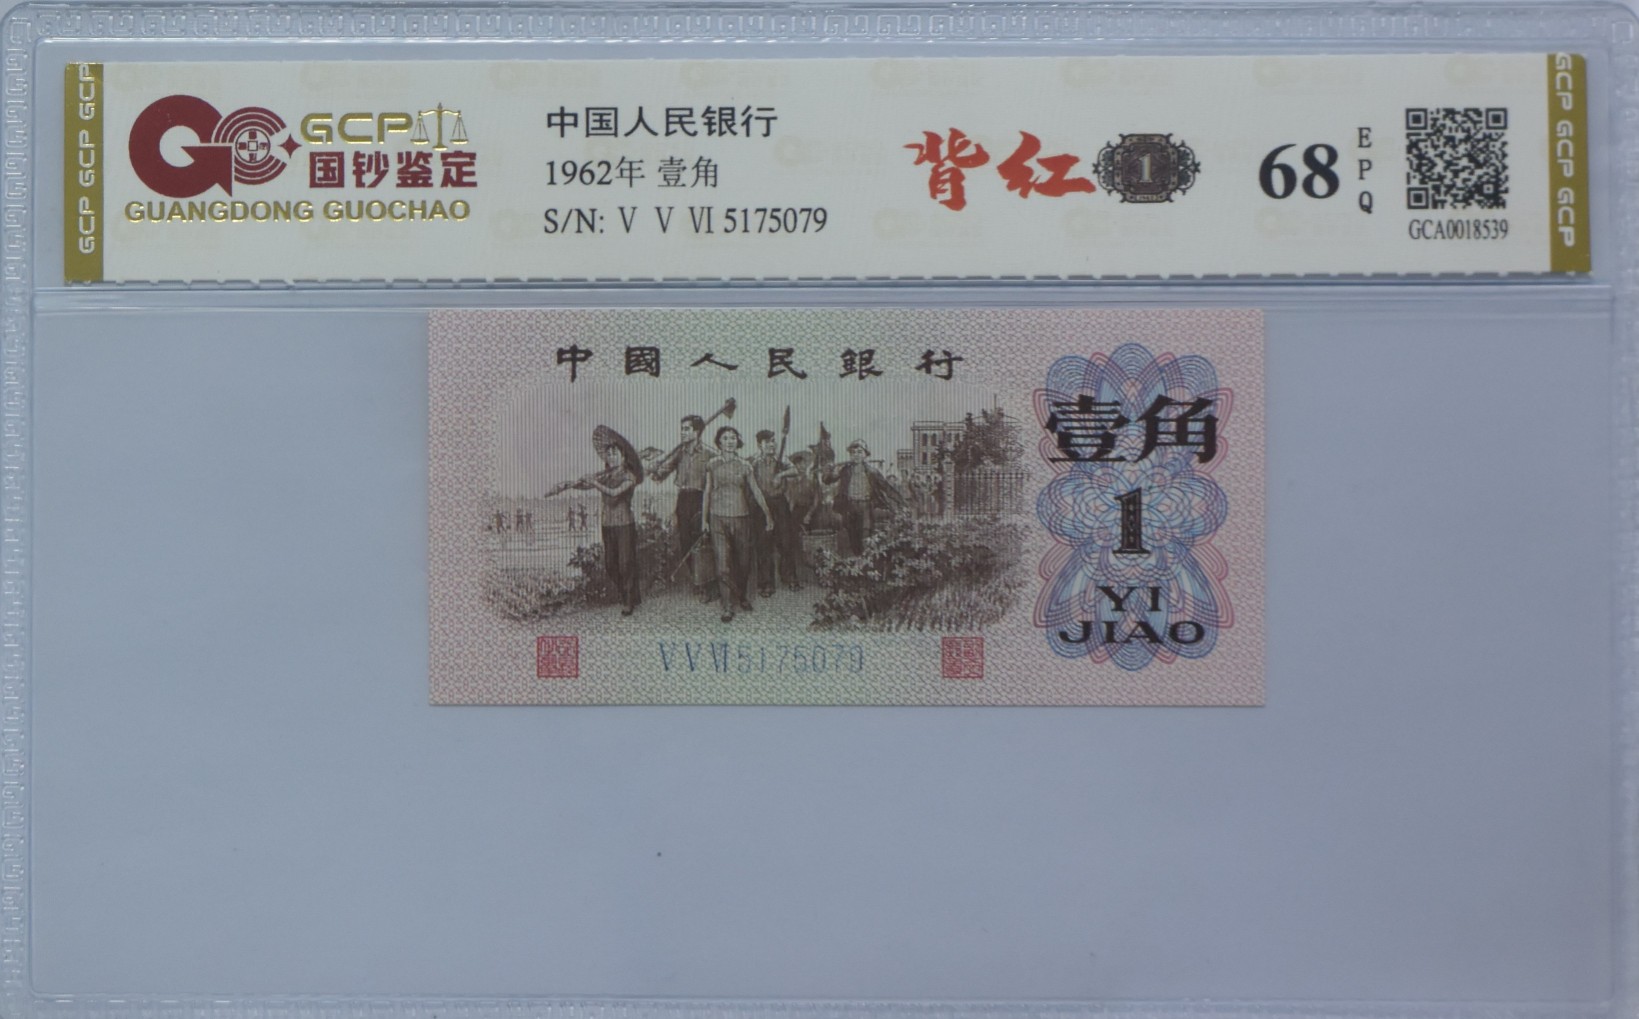 GCP GCP GCP
GCP
国钞鉴定
GUANGDONG GUOCHAO
中国人民银行
1962年 壹角
S/N: Ⅴ Ⅴ Ⅵ 5175079
背红
1
68
EPQ
GCA0018539
GCP GCP GCP
中國人民銀行
壹角
1
YI
JIAO
ⅤⅤⅥ5175079